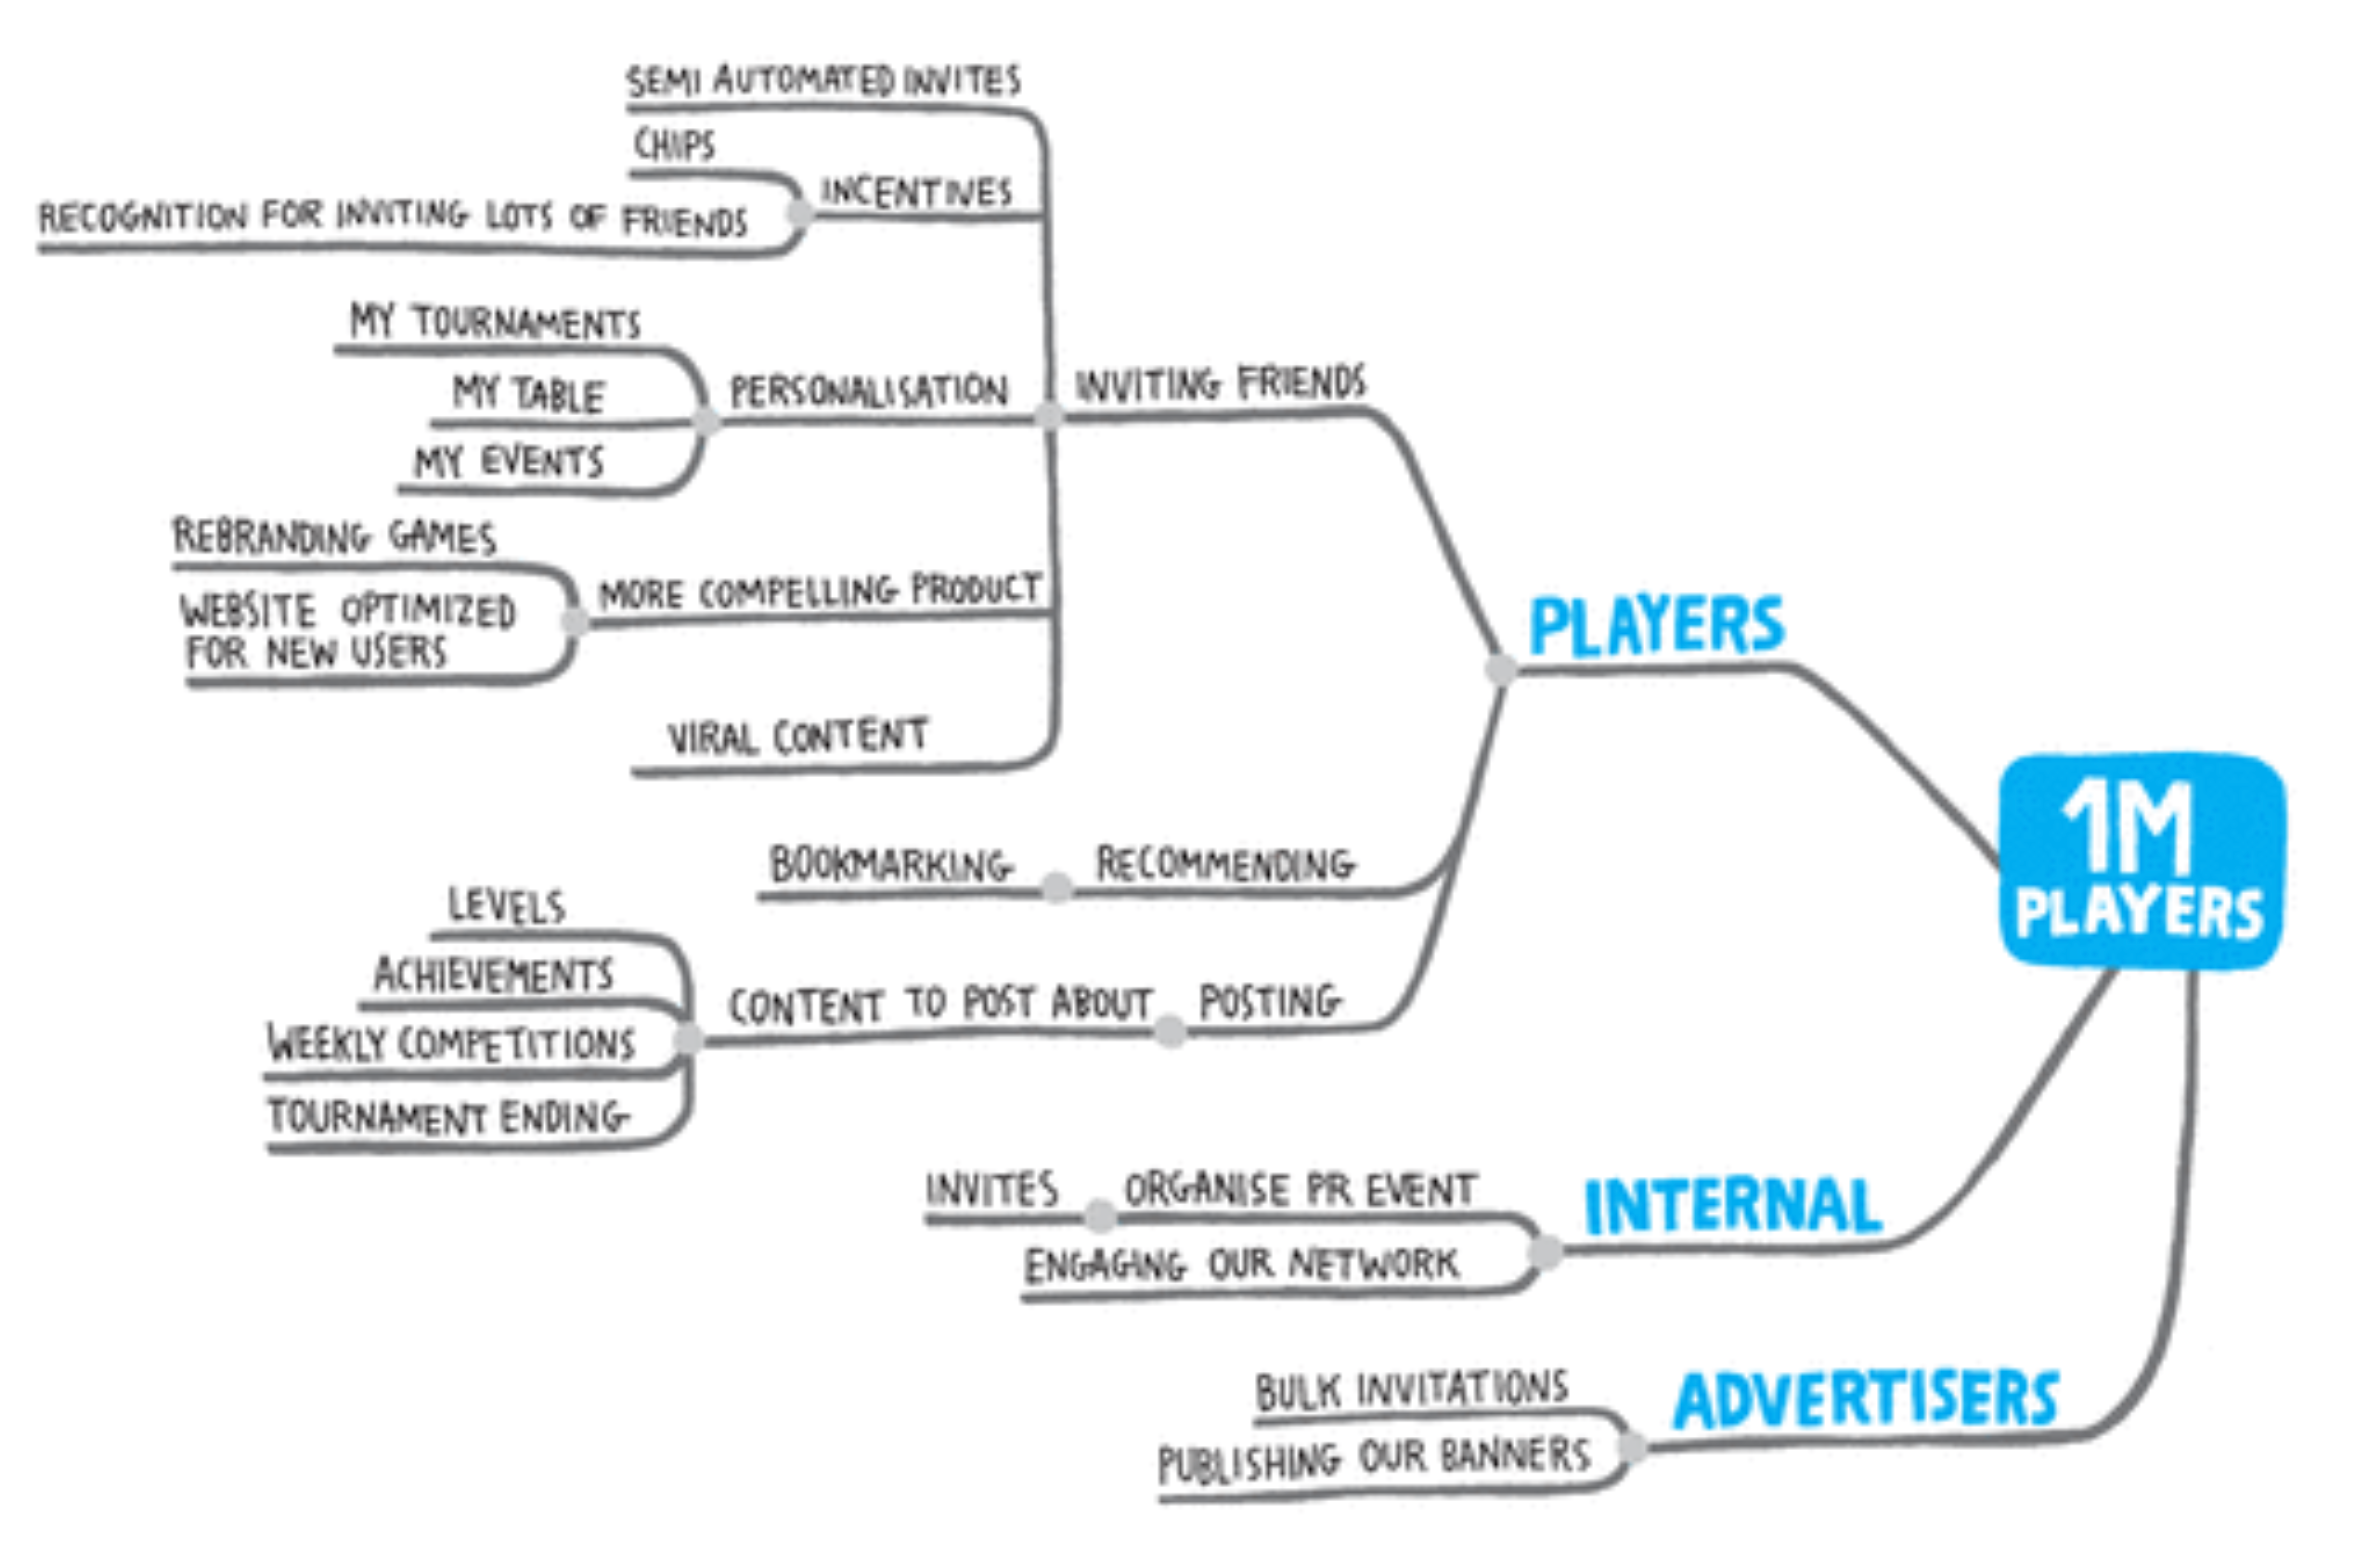 SEMI AUTOMATED INVITES
CHIPS
INCENTIVES
RECOGNITION FOR INVITING LOTS OF FRIENDS
MY TOURNAMENTS
MY TABLE
PERSONALISATION
INVITING FRIENDS
MY EVENTS
REBRANDING GAMES
WEBSITE OPTIMIZED
FOR NEW USERS
MORE COMPELLING PRODUCT
PLAYERS
VIRAL CONTENT
1M
PLAYERS
BOOKMARKING
RECOMMENDING
LEVELS
ACHIEVEMENTS
WEEKLY COMPETITIONS
CONTENT TO POST ABOUT
POSTING
TOURNAMENT ENDING
INVITES
ORGANISE PR EVENT
INTERNAL
ENGAGING OUR NETWORK
BULK INVITATIONS
ADVERTISERS
PUBLISHING OUR BANNERS